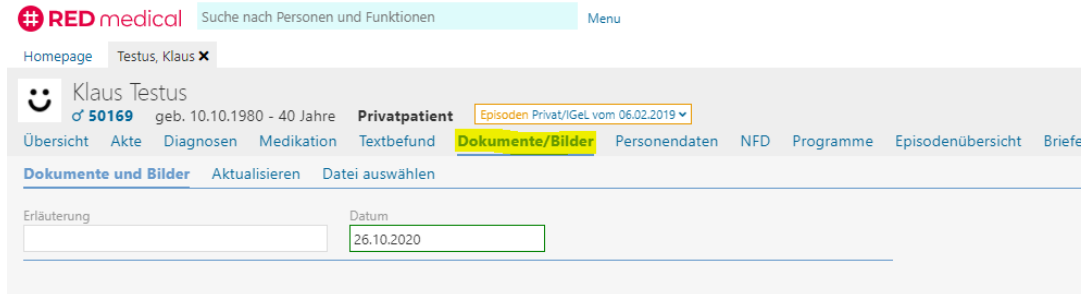 RED medical Suche nach Personen und Funktionen Menu
Homepage Testus, Klaus ✖
Klaus Testus
♂ 50169 geb. 10.10.1980 - 40 Jahre Privatpatient Episoden Privat/IGeL vom 06.02.2019
Übersicht Akte Diagnosen Medikation Textbefund Dokumente/Bilder Personendaten NFD Programme Episodenübersicht Briefe
Dokumente und Bilder Aktualisieren Datei auswählen
Erläuterung Datum
26.10.2020